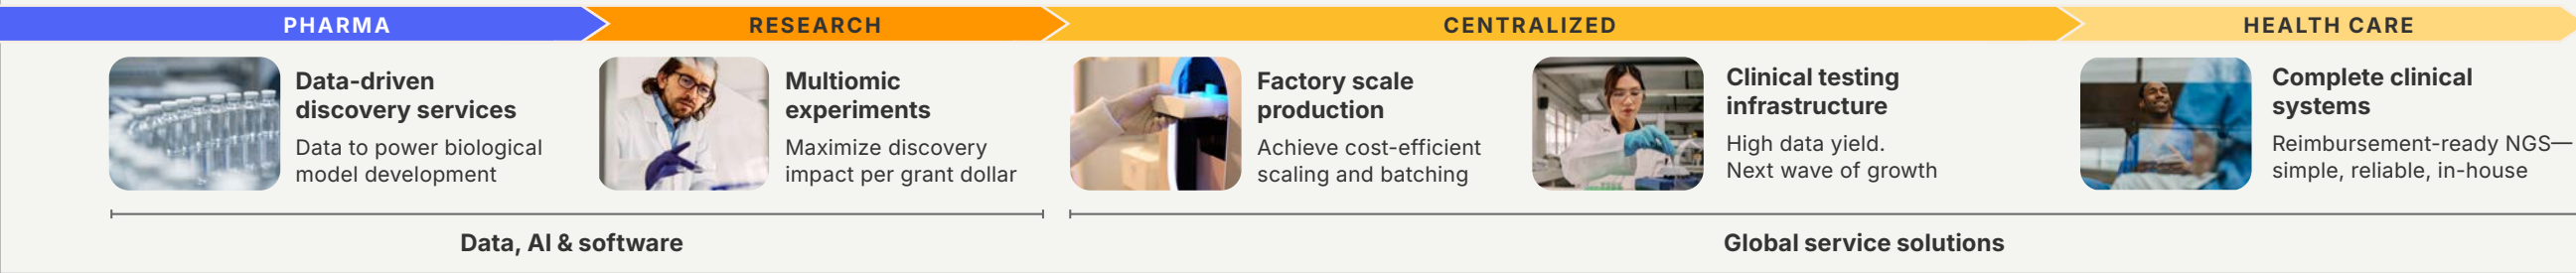 PHARMA
RESEARCH
CENTRALIZED
HEALTH CARE
Data-driven
discovery services
Data to power biological
model development
Multiomic
experiments
Maximize discovery
impact per grant dollar
Factory scale
production
Achieve cost-efficient
scaling and batching
Clinical testing
infrastructure
High data yield.
Next wave of growth
Complete clinical
systems
Reimbursement-ready NGS—
simple, reliable, in-house
Data, AI & software
Global service solutions